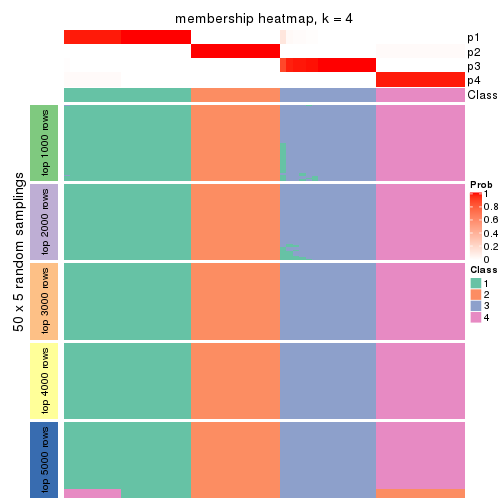 membership heatmap, k = 4
p1
p2
p3
p4
Class
50 x 5 random samplings
top 1000 rows
top 2000 rows
top 3000 rows
top 4000 rows
top 5000 rows
Prob
1
0.8
0.6
0.4
0.2
0
Class
1
2
3
4